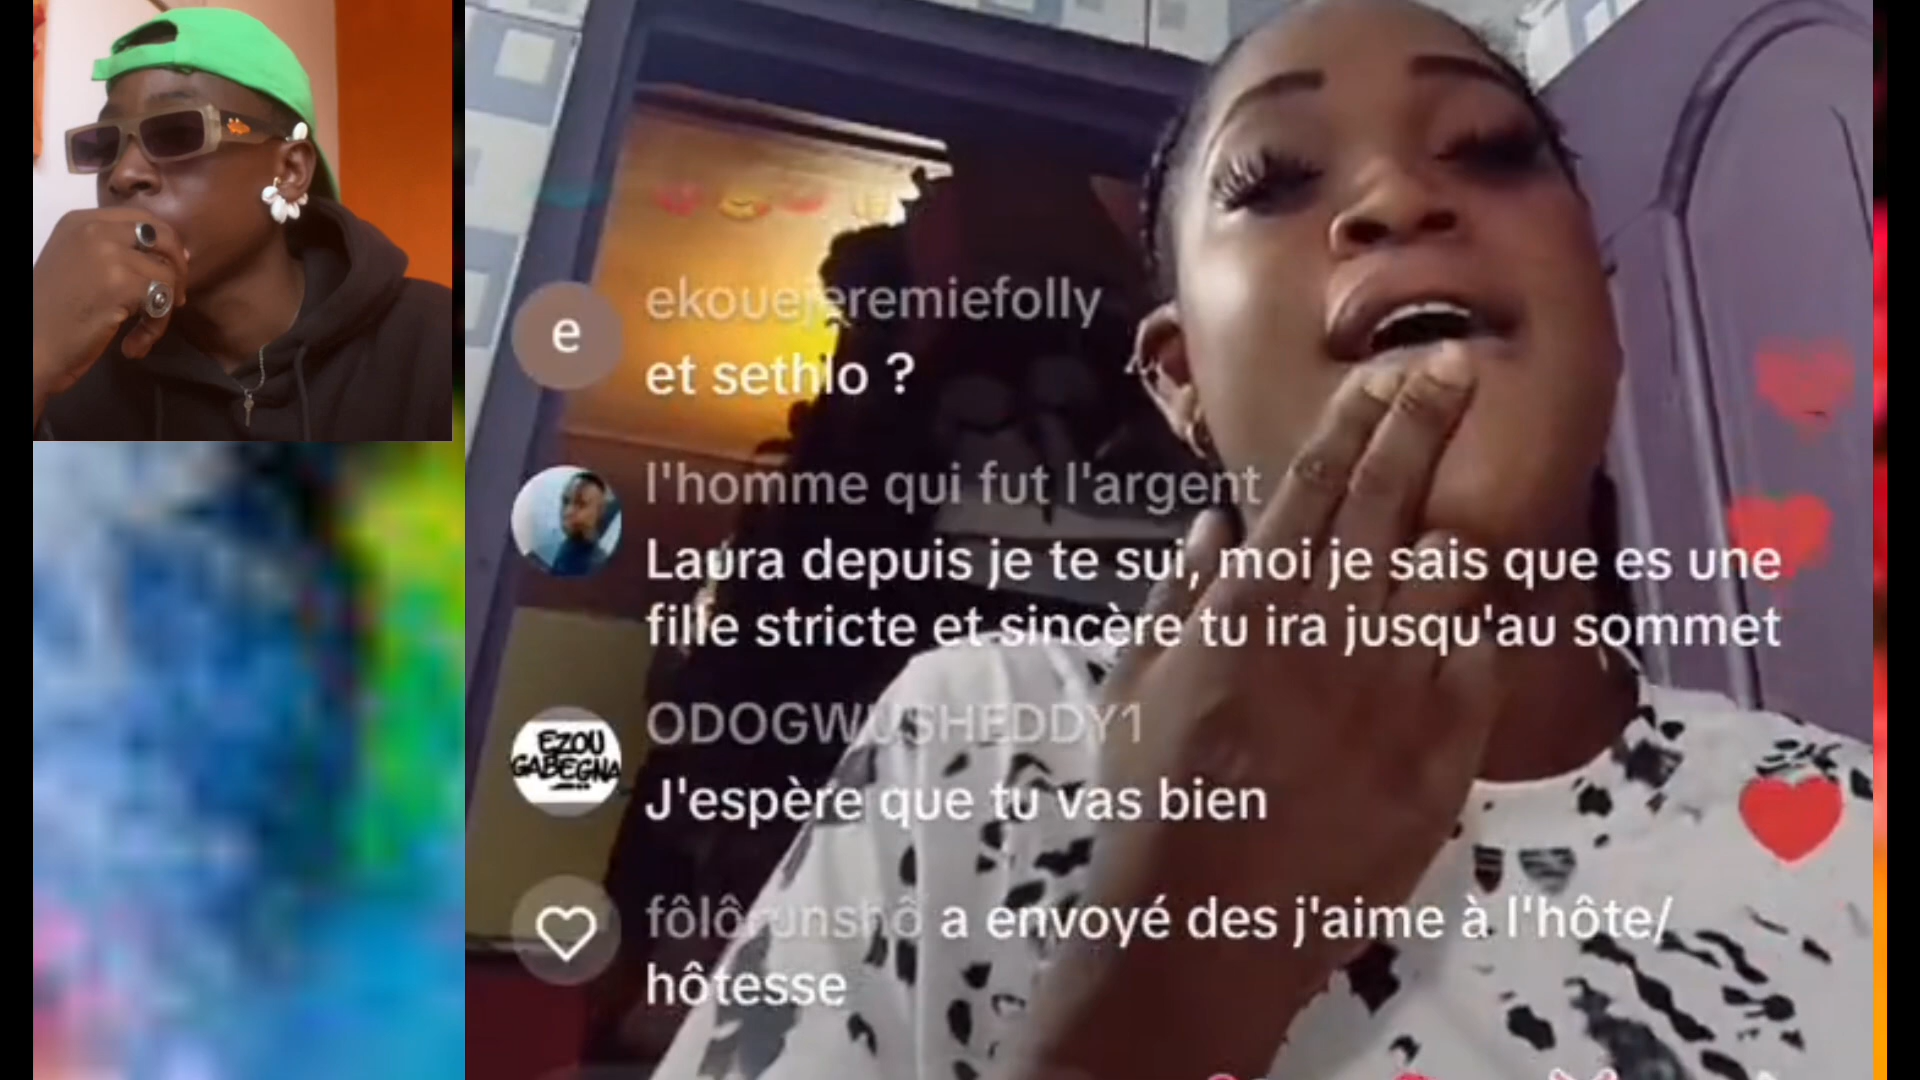 ekouejeremiefolly
e
et sethlo ?
l'homme qui fut l'argent
Laura depuis je te sui, moi je sais que es une
fille stricte et sincère tu ira jusqu'au sommet
ODOGWUSHEDDY1
EZOU
GABEGNA
J'espère que tu vas bien
fôlôrunshô a envoyé des j'aime à l'hôte/
hôtesse